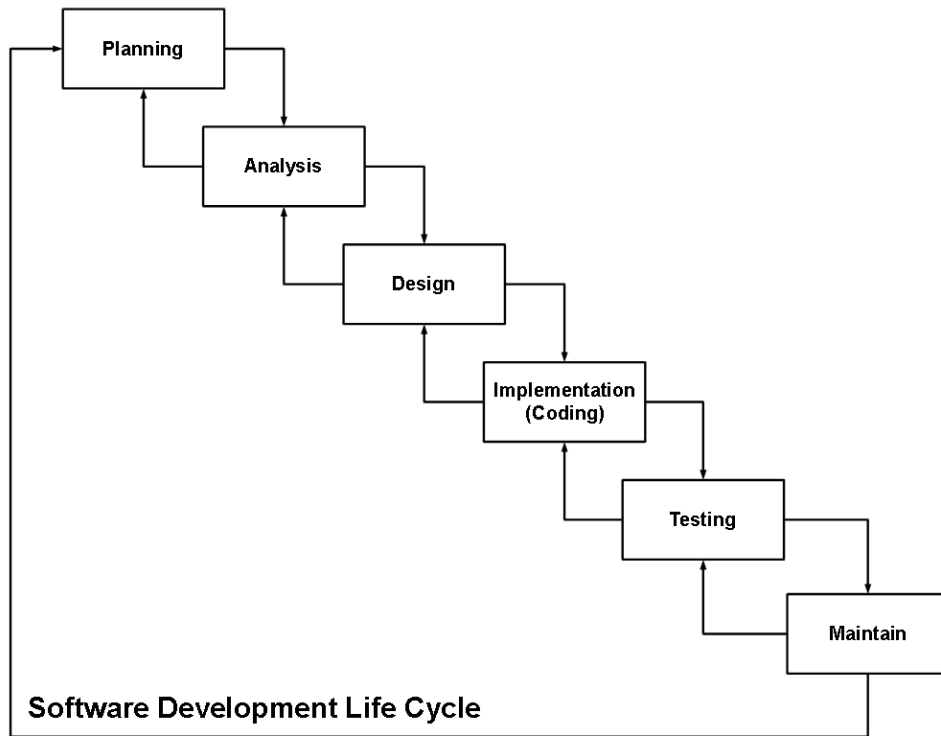 Planning
Analysis
Design
Implementation
(Coding)
Testing
Maintain
Software Development Life Cycle